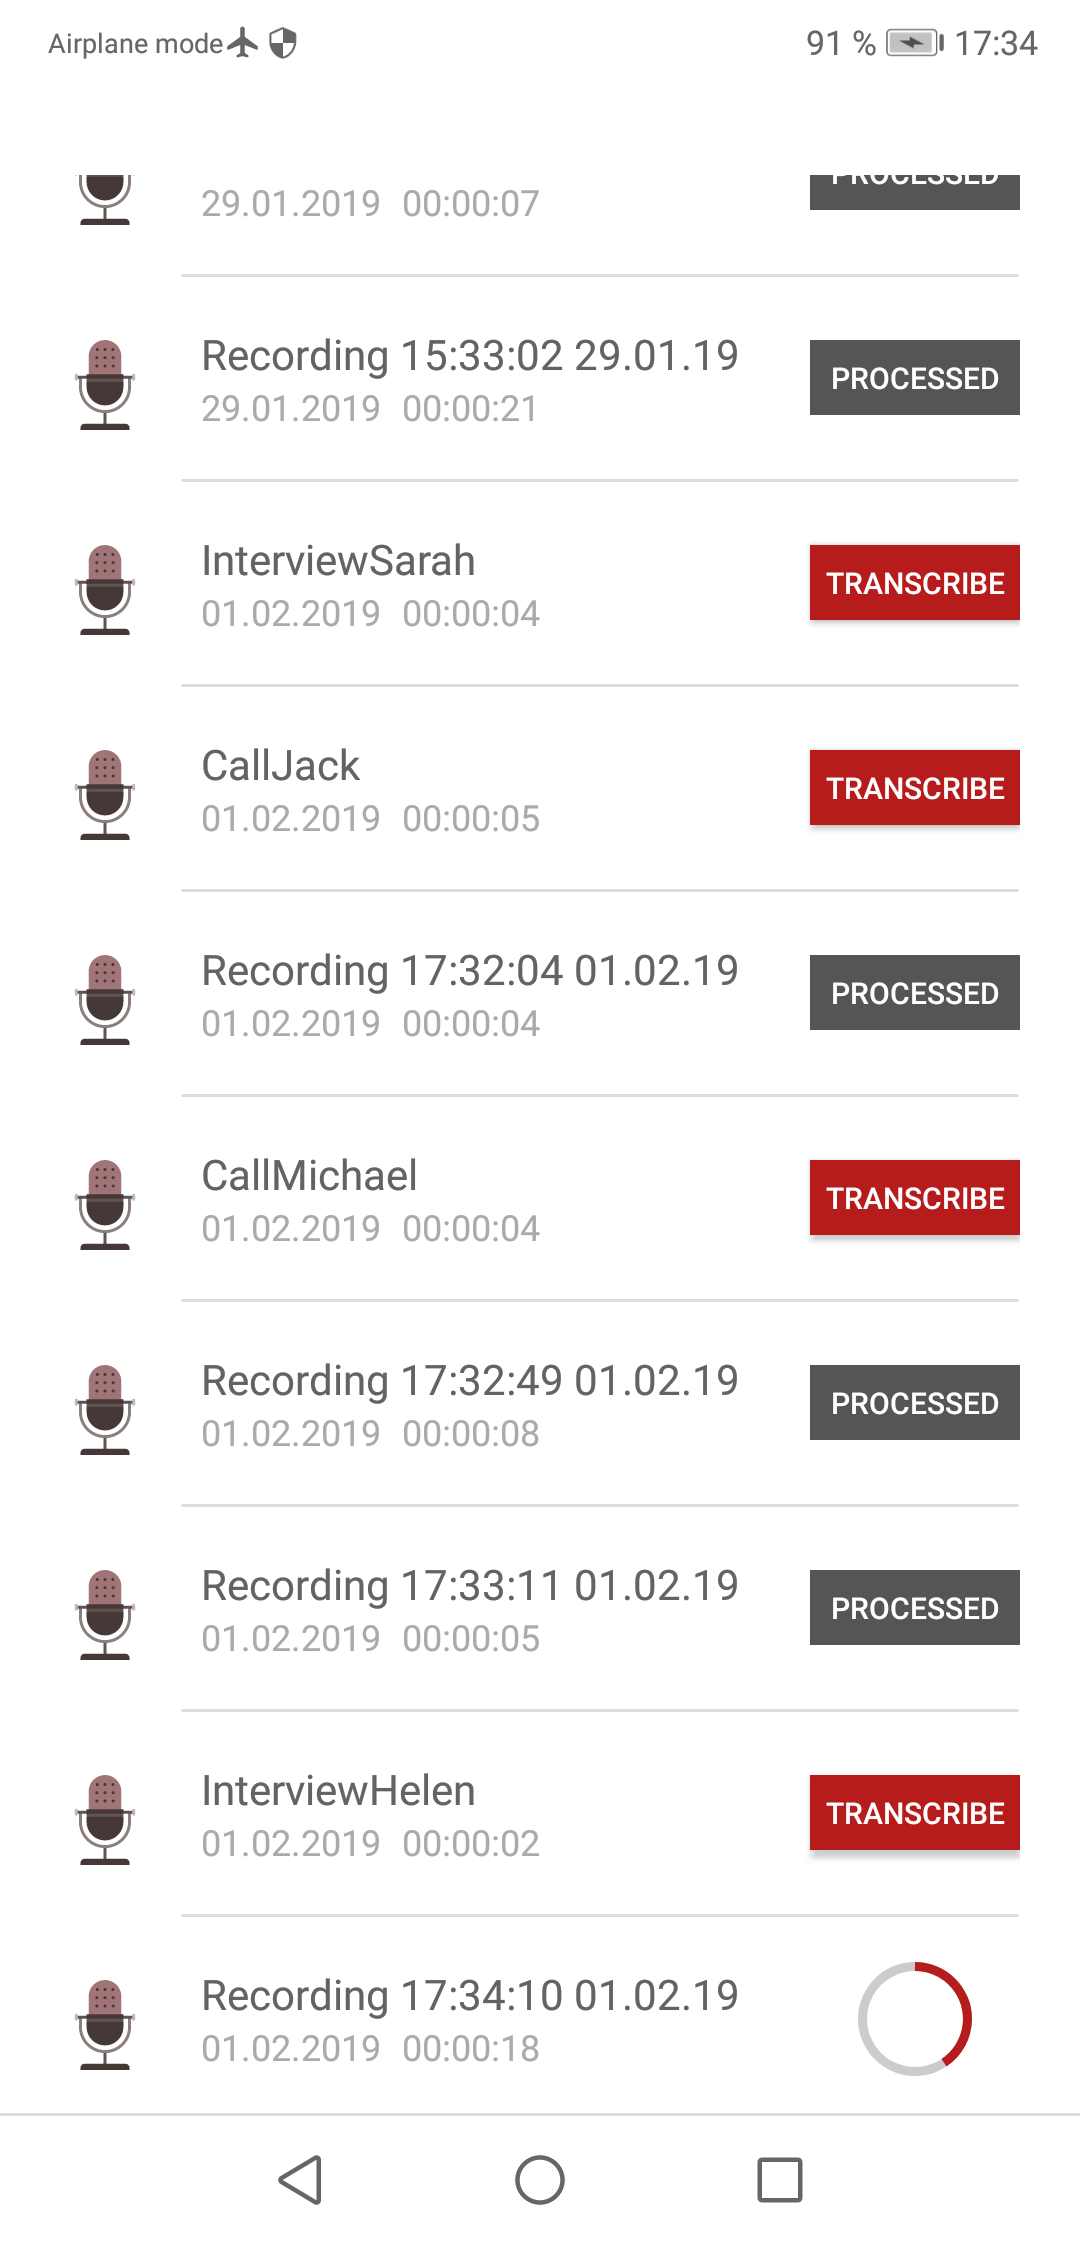 Airplane mode 91 % 17:34
29.01.2019 00:00:07 PROCESSED
Recording 15:33:02 29.01.19
29.01.2019 00:00:21
PROCESSED
InterviewSarah
01.02.2019 00:00:04
TRANSCRIBE
CallJack
01.02.2019 00:00:05
TRANSCRIBE
Recording 17:32:04 01.02.19
01.02.2019 00:00:04
PROCESSED
CallMichael
01.02.2019 00:00:04
TRANSCRIBE
Recording 17:32:49 01.02.19
01.02.2019 00:00:08
PROCESSED
Recording 17:33:11 01.02.19
01.02.2019 00:00:05
PROCESSED
InterviewHelen
01.02.2019 00:00:02
TRANSCRIBE
Recording 17:34:10 01.02.19
01.02.2019 00:00:18